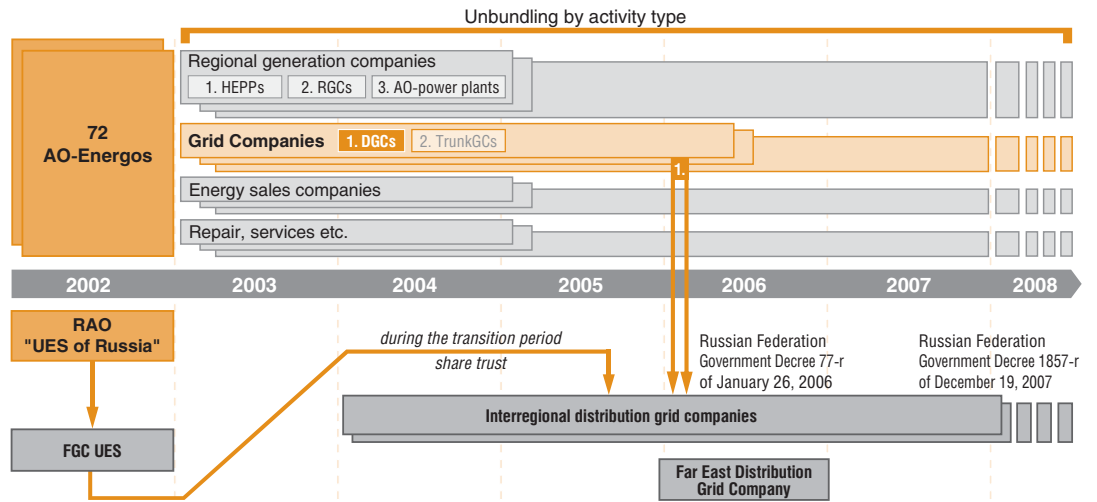 Unbundling by activity type
72
AO-Energos
Regional generation companies
1. HEPPs
2. RGCs
3. AO-power plants
Grid Companies
1. DGCs
2. TrunkGCs
1.
Energy sales companies
Repair, services etc.
2002
2003
2004
2005
2006
2007
2008
RAO
"UES of Russia"
FGC UES
during the transition period
share trust
Russian Federation
Government Decree 77-r
of January 26, 2006
Russian Federation
Government Decree 1857-r
of December 19, 2007
Interregional distribution grid companies
Far East Distribution
Grid Company